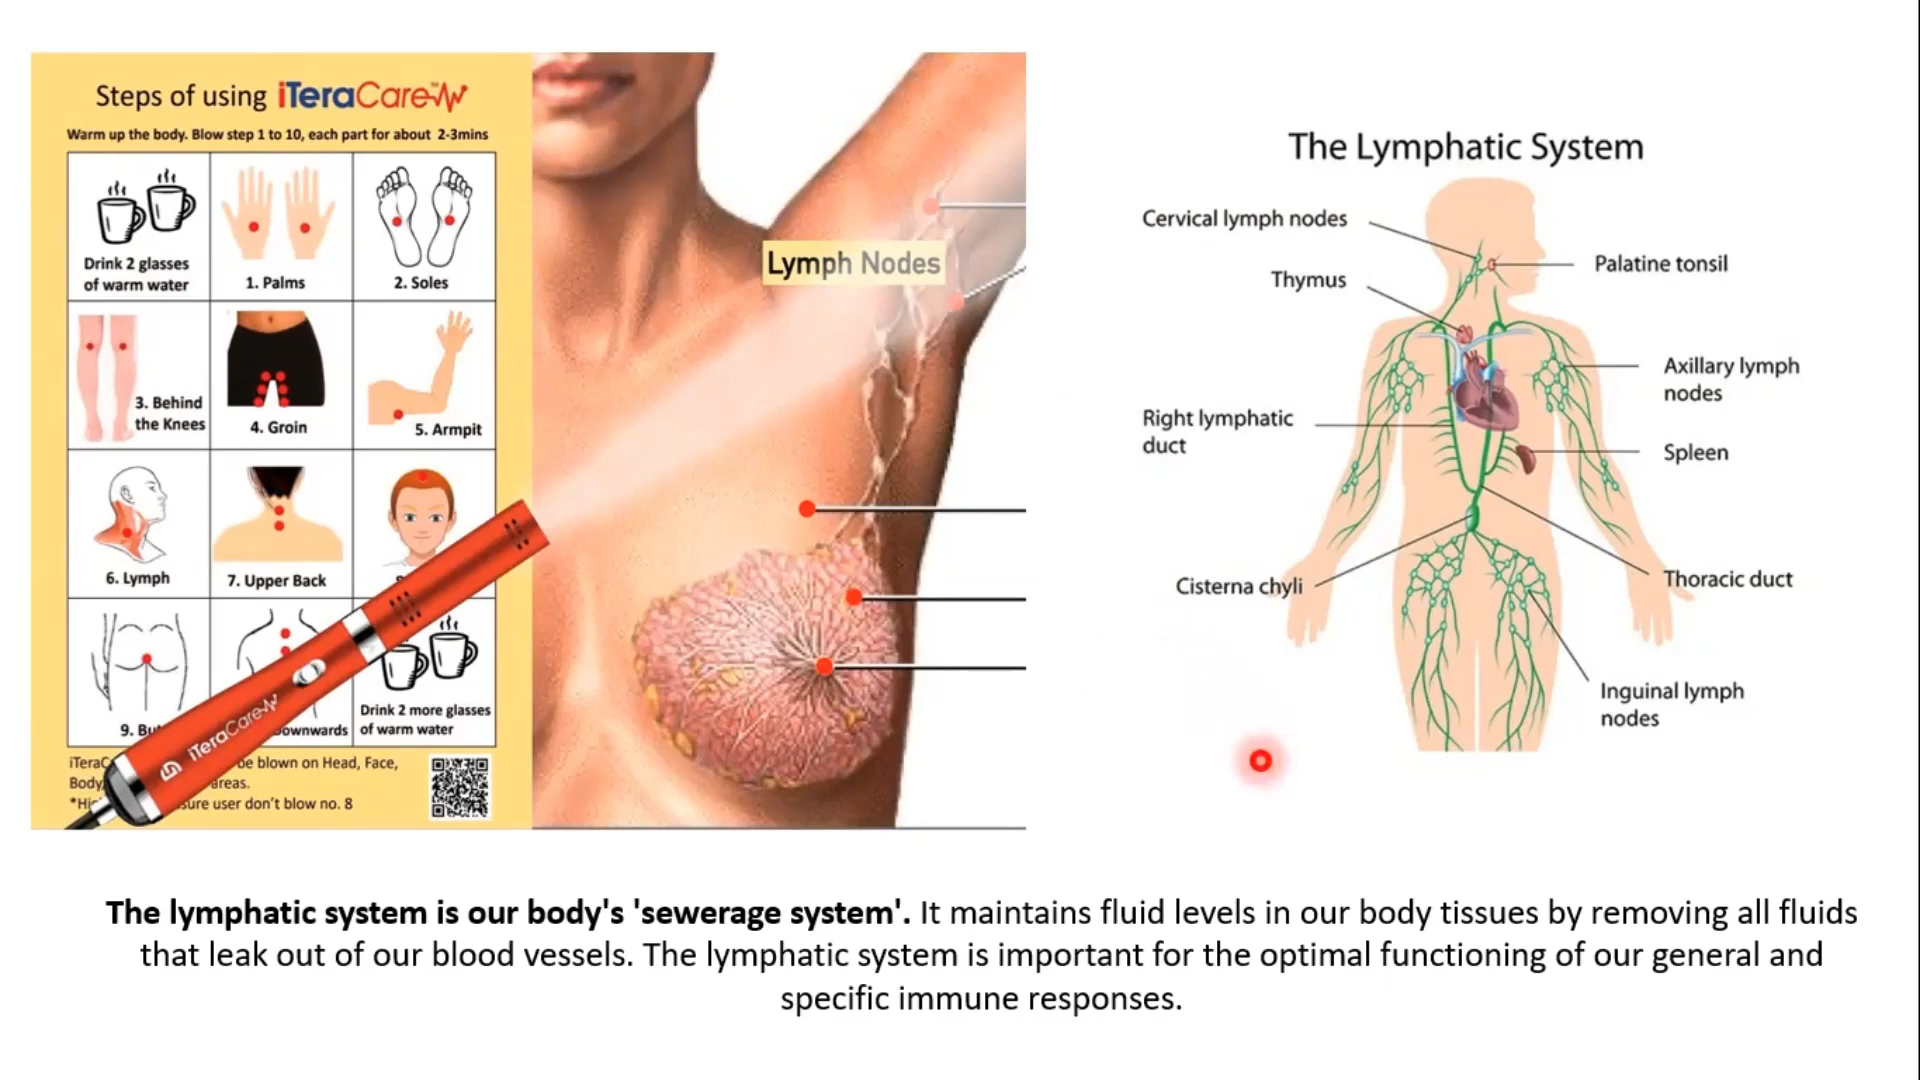 Steps of using iTeraCare
Warm up the body. Blow step 1 to 10, each part for about 2-3mins
Drink 2 glasses
of warm water
1. Palms
2. Soles
3. Behind
the Knees
4. Groin
5. Armpit
6. Lymph
7. Upper Back
9.
ownwards
Drink 2 more glasses
of warm water
be blown on Head, Face,
Body
areas.
sure user don't blow no. 8
iTeraCare
Lymph Nodes
The Lymphatic System
Cervical lymph nodes
Palatine tonsil
Thymus
Axillary lymph
nodes
Right lymphatic
duct
Spleen
Cisterna chyli
Thoracic duct
Inguinal lymph
nodes
The lymphatic system is our body's 'sewerage system'. It maintains fluid levels in our body tissues by removing all fluids
that leak out of our blood vessels. The lymphatic system is important for the optimal functioning of our general and
specific immune responses.